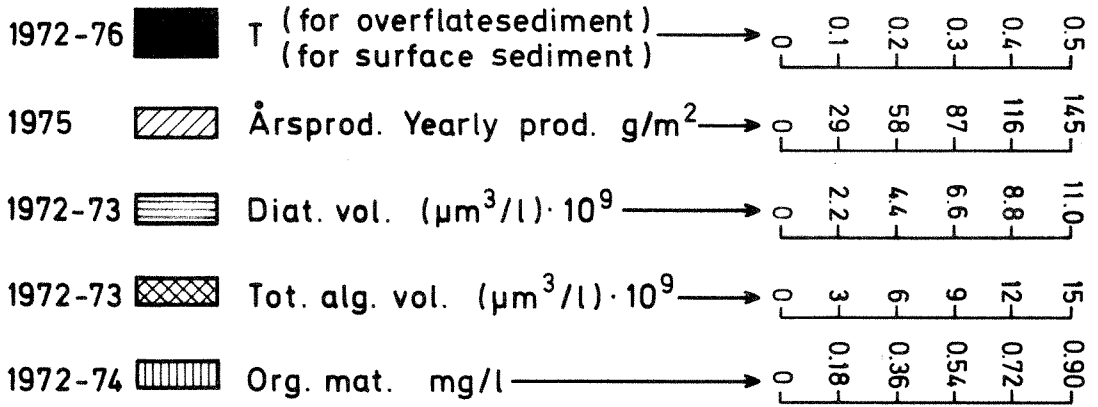 1972-76 T (for overflatesediment) 0 0.1 0.2 0.3 0.4 0.5
(for surface sediment)
1975 Årsprod. Yearly prod. g/m² 0 29 58 87 116 145
1972-73 Diat. vol. (µm³/l)·10⁹ 0 2.2 4.4 6.6 8.8 11.0
1972-73 Tot. alg. vol. (µm³/l)·10⁹ 0 3 6 9 12 15
1972-74 Org. mat. mg/l 0 0.18 0.36 0.54 0.72 0.90